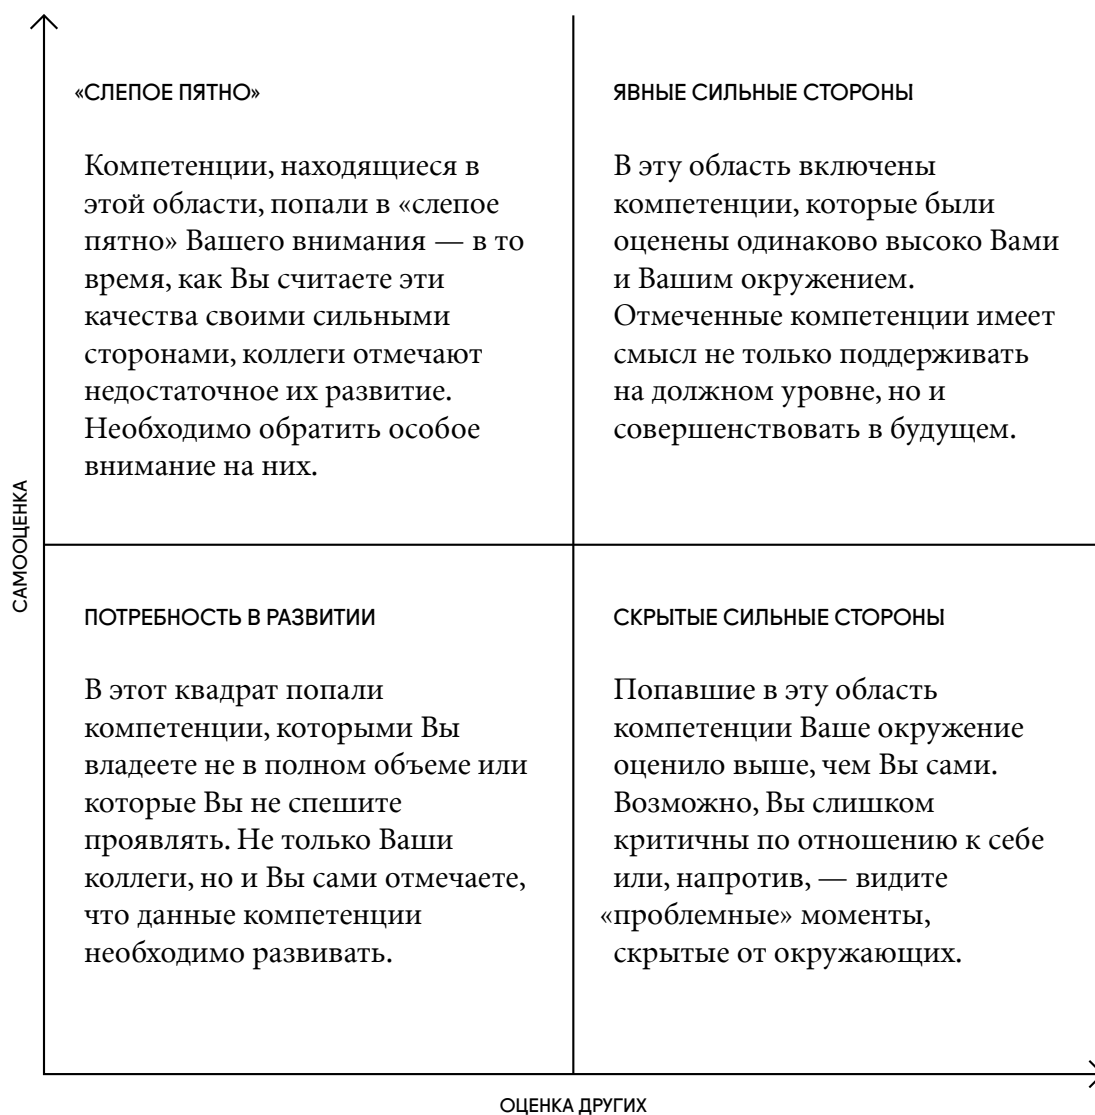 «СЛЕПОЕ ПЯТНО»
Компетенции, находящиеся в
этой области, попали в «слепое
пятно» Вашего внимания — в то
время, как Вы считаете эти
качества своими сильными
сторонами, коллеги отмечают
недостаточное их развитие.
Необходимо обратить особое
внимание на них.
ЯВНЫЕ СИЛЬНЫЕ СТОРОНЫ
В эту область включены
компетенции, которые были
оценены одинаково высоко Вами
и Вашим окружением.
Отмеченные компетенции имеет
смысл не только поддерживать
на должном уровне, но и
совершенствовать в будущем.
САМООЦЕНКА
ПОТРЕБНОСТЬ В РАЗВИТИИ
В этот квадрат попали
компетенции, которыми Вы
владеете не в полном объеме или
которые Вы не спешите
проявлять. Не только Ваши
коллеги, но и Вы сами отмечаете,
что данные компетенции
необходимо развивать.
СКРЫТЫЕ СИЛЬНЫЕ СТОРОНЫ
Попавшие в эту область
компетенции Ваше окружение
оценило выше, чем Вы сами.
Возможно, Вы слишком
критичны по отношению к себе
или, напротив, — видите
«проблемные» моменты,
скрытые от окружающих.
ОЦЕНКА ДРУГИХ